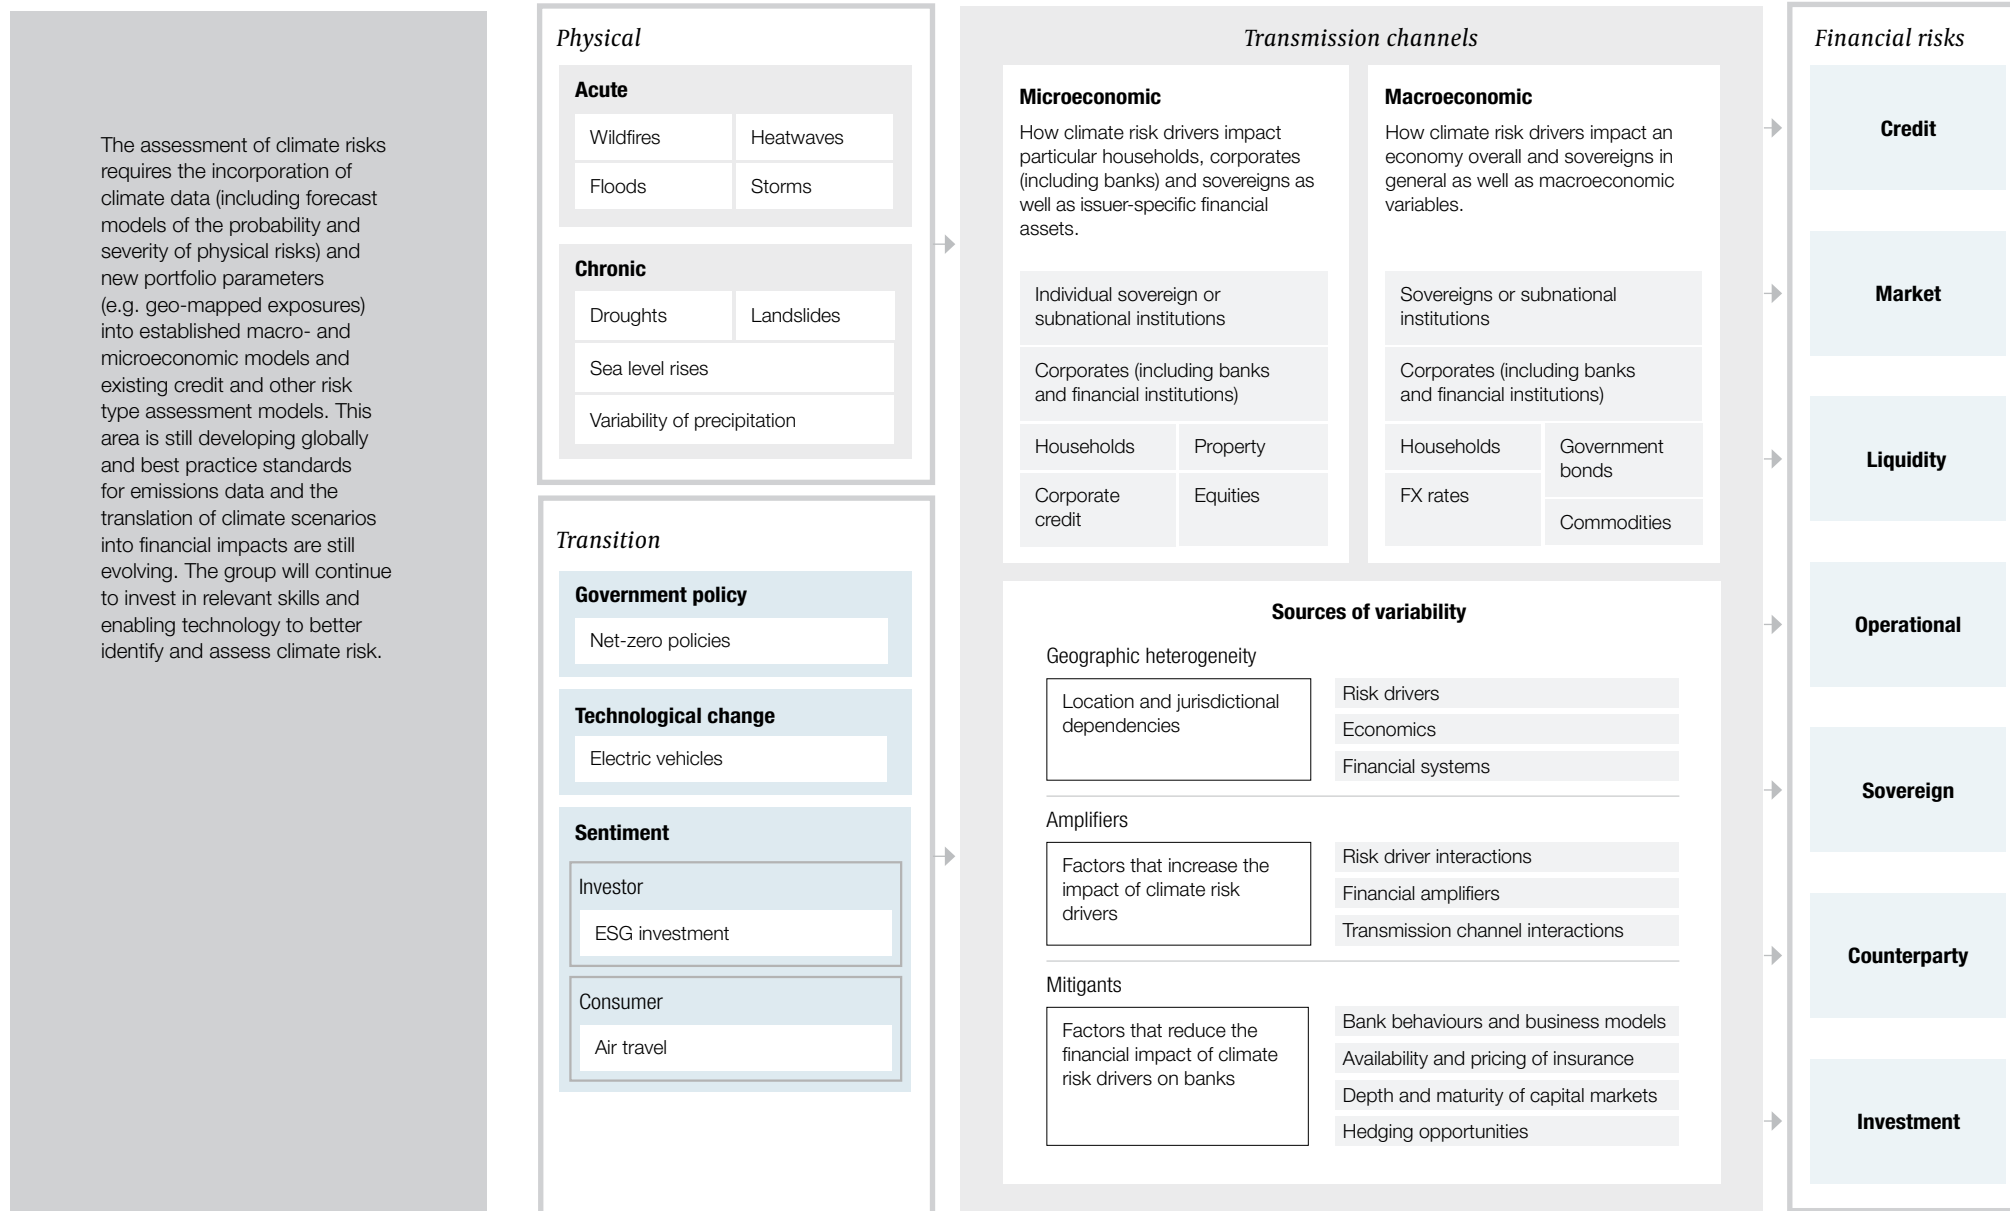 The assessment of climate risks
requires the incorporation of
climate data (including forecast
models of the probability and
severity of physical risks) and
new portfolio parameters
(e.g. geo-mapped exposures)
into established macro- and
microeconomic models and
existing credit and other risk
type assessment models. This
area is still developing globally
and best practice standards
for emissions data and the
translation of climate scenarios
into financial impacts are still
evolving. The group will continue
to invest in relevant skills and
enabling technology to better
identify and assess climate risk.
Physical
Acute
Wildfires
Heatwaves
Floods
Storms
Chronic
Droughts
Landslides
Sea level rises
Variability of precipitation
Transition
Government policy
Net-zero policies
Technological change
Electric vehicles
Sentiment
Investor
ESG investment
Consumer
Air travel
Transmission channels
Microeconomic
How climate risk drivers impact
particular households, corporates
(including banks) and sovereigns as
well as issuer-specific financial
assets.
Individual sovereign or
subnational institutions
Corporates (including banks
and financial institutions)
Households
Property
Corporate
credit
Equities
Macroeconomic
How climate risk drivers impact an
economy overall and sovereigns in
general as well as macroeconomic
variables.
Sovereigns or subnational
institutions
Corporates (including banks
and financial institutions)
Households
Government
bonds
FX rates
Commodities
Sources of variability
Geographic heterogeneity
Location and jurisdictional
dependencies
Risk drivers
Economics
Financial systems
Amplifiers
Factors that increase the
impact of climate risk
drivers
Risk driver interactions
Financial amplifiers
Transmission channel interactions
Mitigants
Factors that reduce the
financial impact of climate
risk drivers on banks
Bank behaviours and business models
Availability and pricing of insurance
Depth and maturity of capital markets
Hedging opportunities
Financial risks
Credit
Market
Liquidity
Operational
Sovereign
Counterparty
Investment